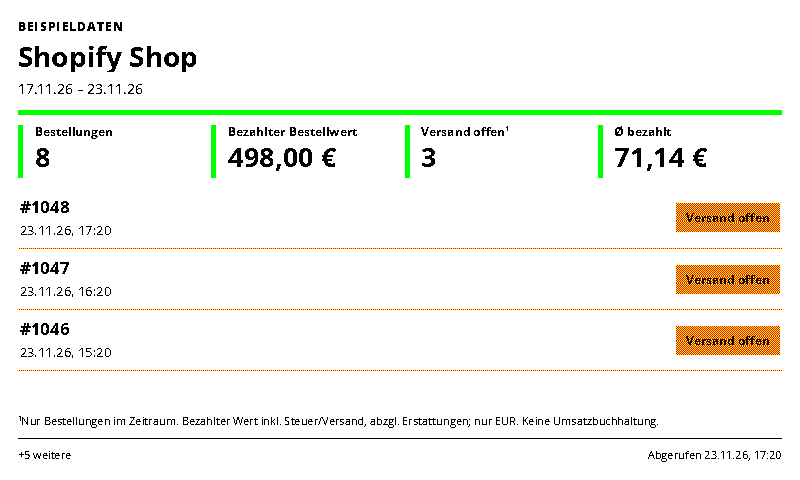 BEISPIELDATEN
Shopify Shop
17.11.26 – 23.11.26
Bestellungen
8
Bezahlter Bestellwert
498,00 €
Versand offen¹
3
Ø bezahlt
71,14 €
#1048
23.11.26, 17:20
Versand offen
#1047
23.11.26, 16:20
Versand offen
#1046
23.11.26, 15:20
Versand offen
¹Nur Bestellungen im Zeitraum. Bezahlter Wert inkl. Steuer/Versand, abzgl. Erstattungen; nur EUR. Keine Umsatzbuchhaltung.
+5 weitere
Abgerufen 23.11.26, 17:20